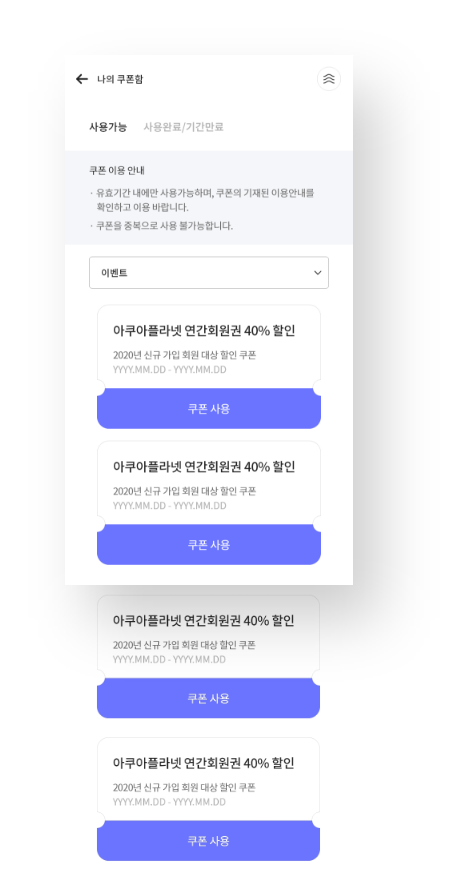 나의 쿠폰함
사용가능 사용완료/기간만료
쿠폰 이용 안내
· 유효기간 내에만 사용가능하며, 쿠폰의 기재된 이용안내를
확인하고 이용 바랍니다.
· 쿠폰을 중복으로 사용 불가능합니다.
이벤트
아쿠아플라넷 연간회원권 40% 할인
2020년 신규 가입 회원 대상 할인 쿠폰
YYYY.MM.DD - YYYY.MM.DD
쿠폰 사용
아쿠아플라넷 연간회원권 40% 할인
2020년 신규 가입 회원 대상 할인 쿠폰
YYYY.MM.DD - YYYY.MM.DD
쿠폰 사용
아쿠아플라넷 연간회원권 40% 할인
2020년 신규 가입 회원 대상 할인 쿠폰
YYYY.MM.DD - YYYY.MM.DD
쿠폰 사용
아쿠아플라넷 연간회원권 40% 할인
2020년 신규 가입 회원 대상 할인 쿠폰
YYYY.MM.DD - YYYY.MM.DD
쿠폰 사용